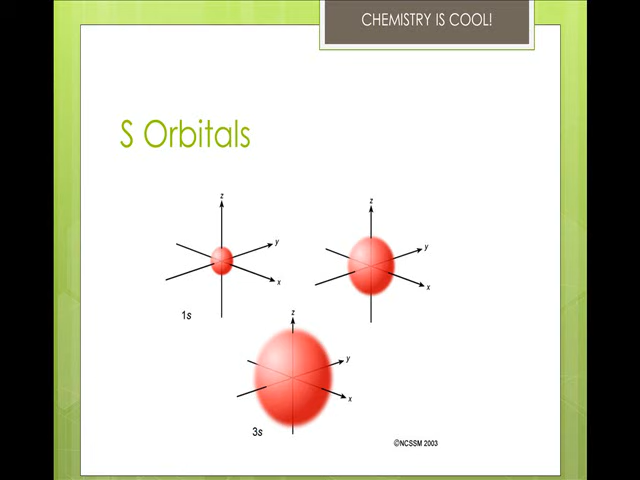 CHEMISTRY IS COOL!
S Orbitals
z
y
x
1s
z
y
x
z
y
x
3s
©NCSSM 2003